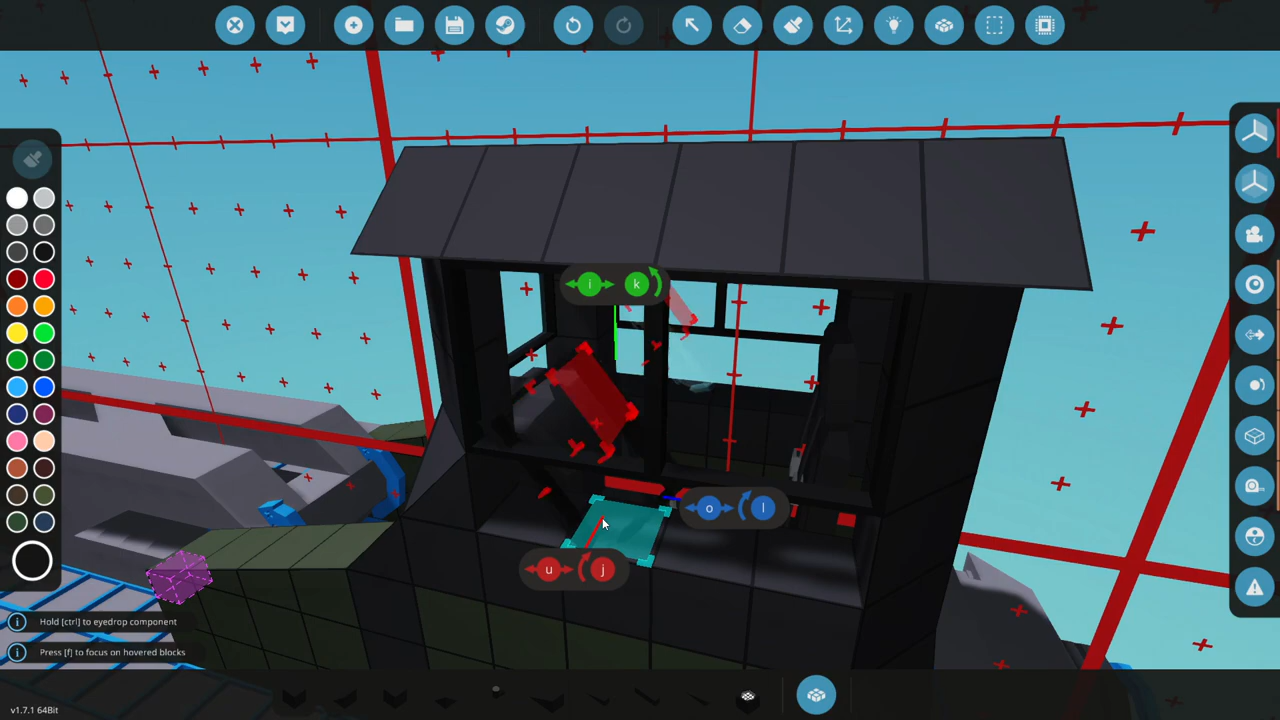 i k
o l
u j
Hold [ctrl] to eyedrop component
Press [f] to focus on hovered blocks
v1.7.1 64Bit